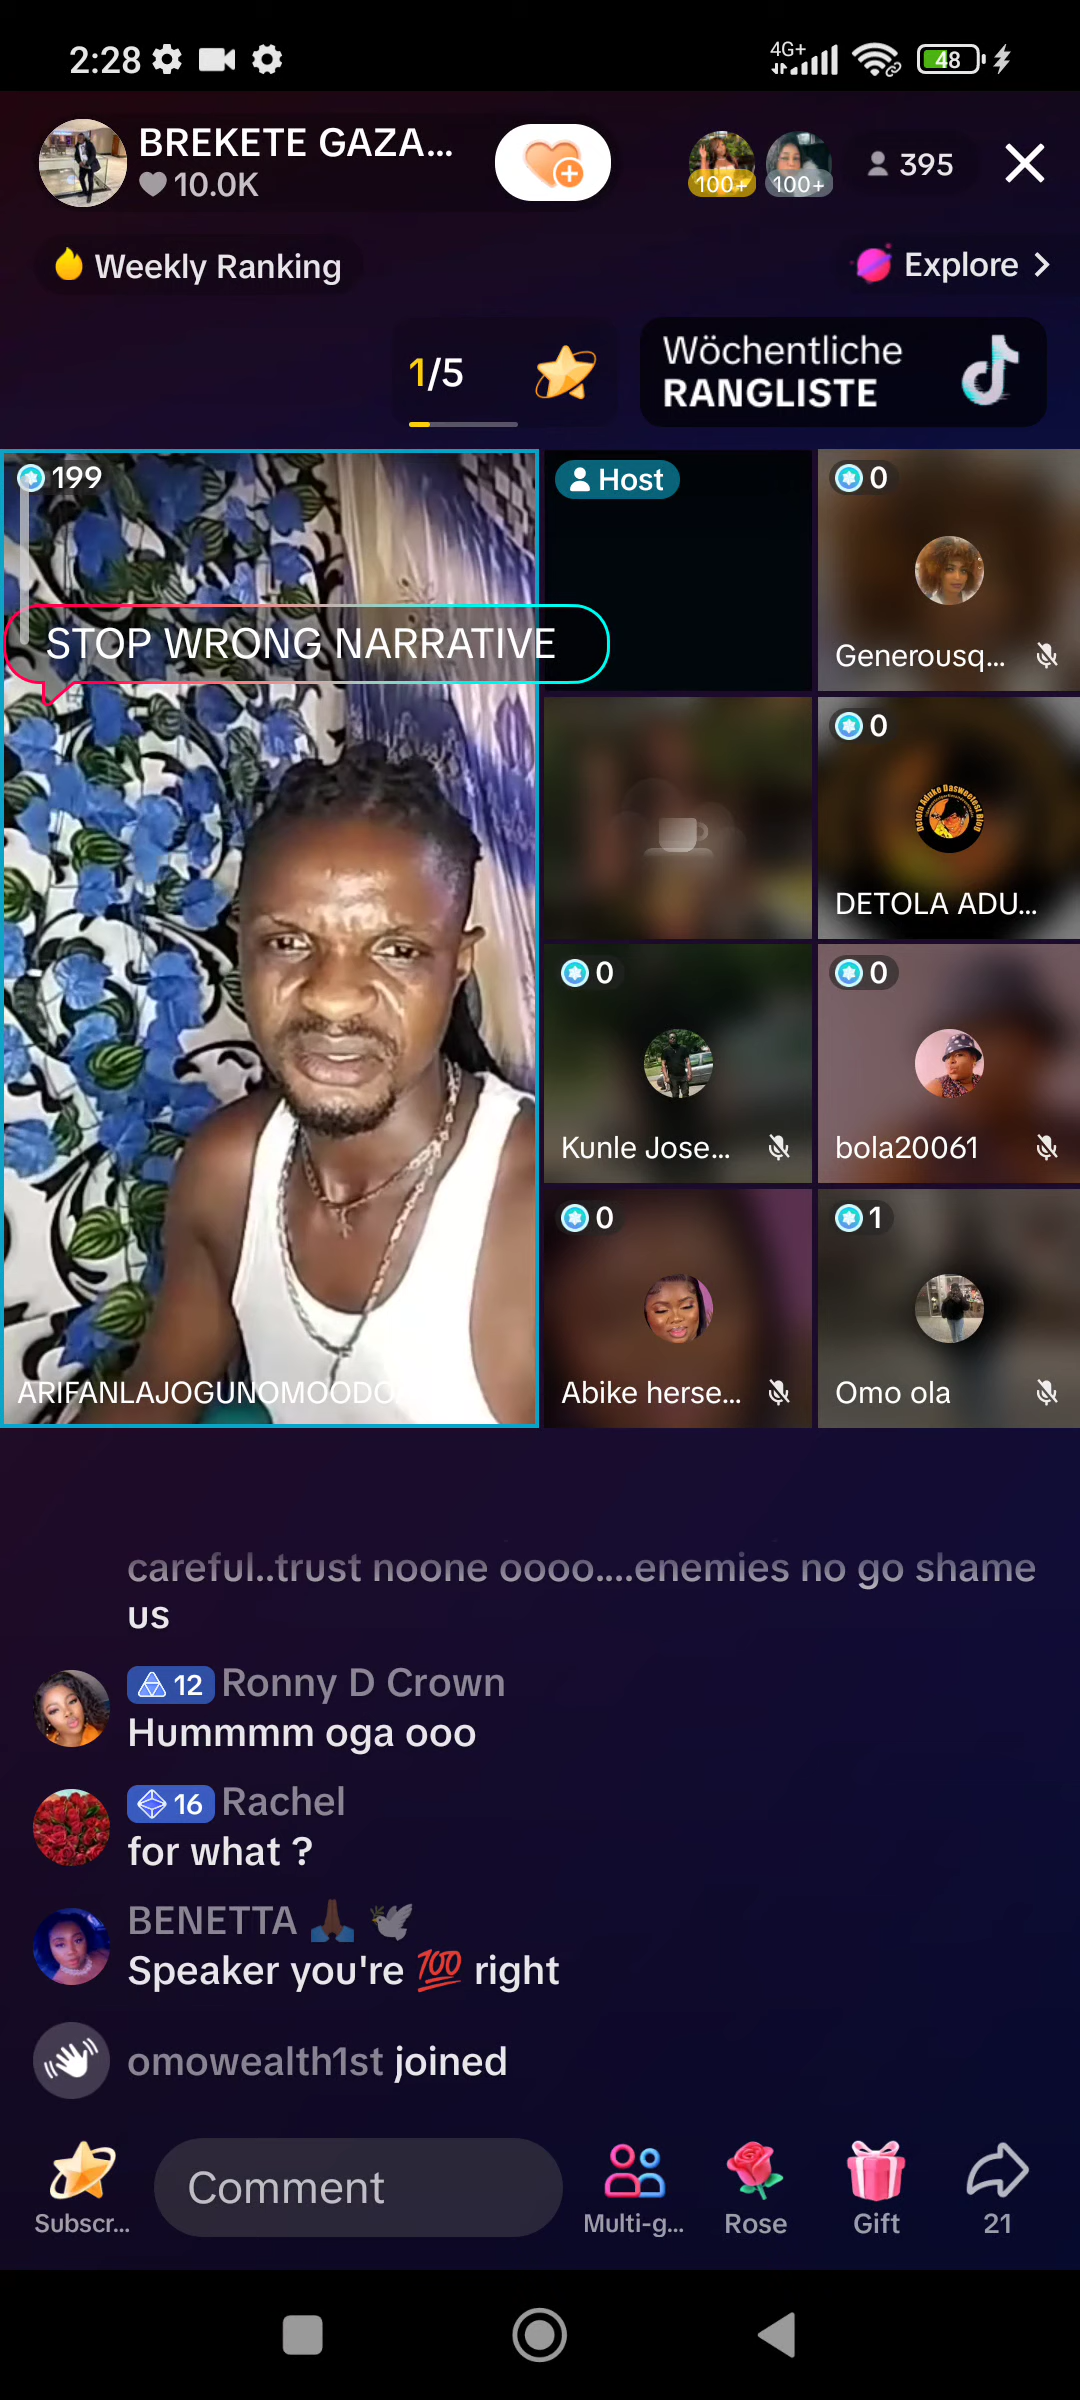 2:28
4G+
48
BREKETE GAZA...
10.0K
100+
100+
395
Weekly Ranking
Explore
1/5
Wöchentliche
RANGLISTE
199
Host
0
STOP WRONG NARRATIVE
Generousq...
0
DETOLA ADU...
0
0
Kunle Jose...
bola20061
0
1
ARIFANLAJOGUNOMOODO
Abike herse...
Omo ola
careful..trust noone oooo....enemies no go shame
us
12 Ronny D Crown
Hummmm oga ooo
16 Rachel
for what ?
BENETTA 🙏🏾 🕊️
Speaker you're 💯 right
omowealth1st joined
Subscr...
Comment
Multi-g...
Rose
Gift
21